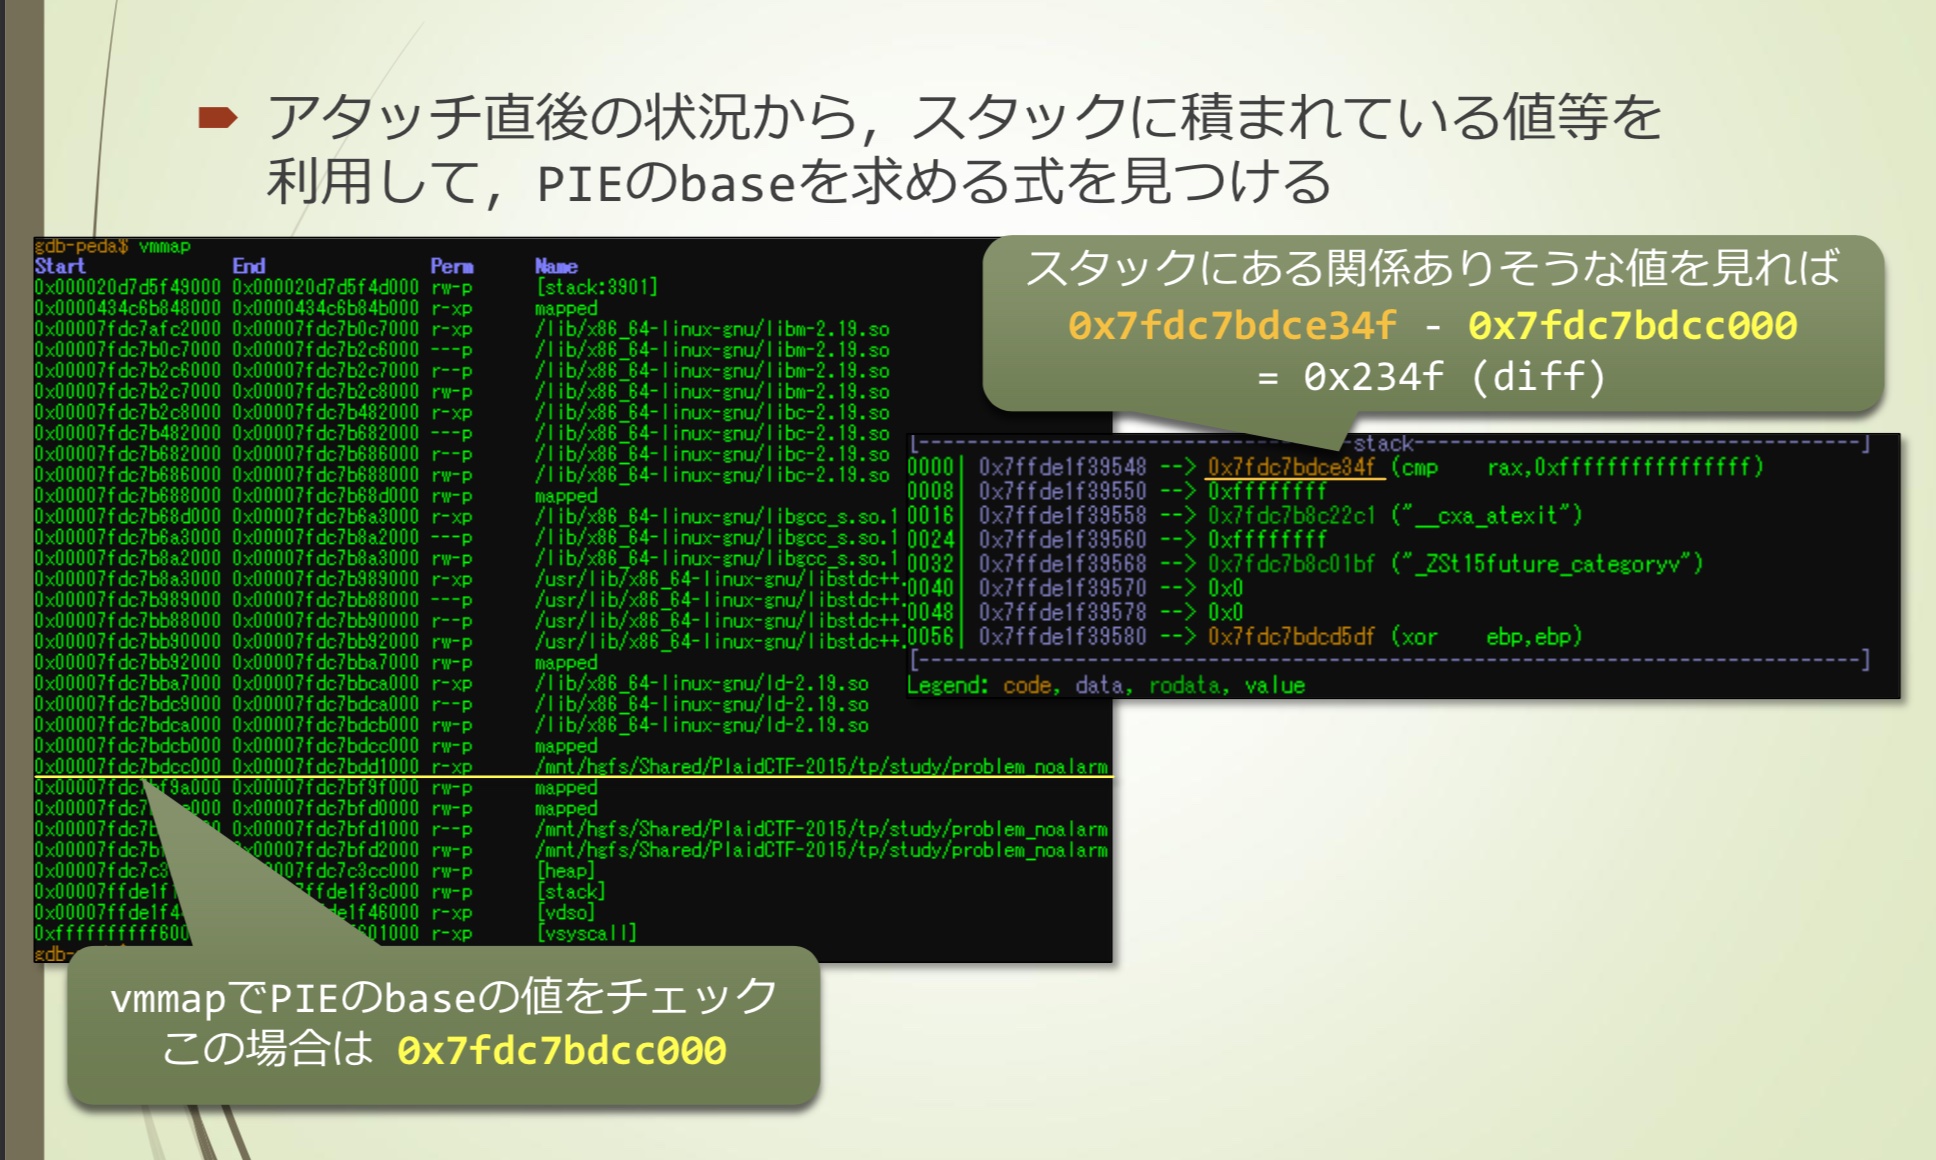 アタッチ直後の状況から，スタックに積まれている値等を
利用して，PIEのbaseを求める式を見つける
gdb-peda$ vmmap
Start End Perm Name
0x000020d7d5f49000 0x000020d7d5f4d000 rw-p [stack:3901]
0x0000434c6b848000 0x0000434c6b84b000 r-xp mapped
0x00007fdc7afc2000 0x00007fdc7b0c7000 r-xp /lib/x86_64-linux-gnu/libm-2.19.so
0x00007fdc7b0c7000 0x00007fdc7b2c6000 ---p /lib/x86_64-linux-gnu/libm-2.19.so
0x00007fdc7b2c6000 0x00007fdc7b2c7000 r--p /lib/x86_64-linux-gnu/libm-2.19.so
0x00007fdc7b2c7000 0x00007fdc7b2c8000 rw-p /lib/x86_64-linux-gnu/libm-2.19.so
0x00007fdc7b2c8000 0x00007fdc7b482000 r-xp /lib/x86_64-linux-gnu/libc-2.19.so
0x00007fdc7b482000 0x00007fdc7b682000 ---p /lib/x86_64-linux-gnu/libc-2.19.so
0x00007fdc7b682000 0x00007fdc7b686000 r--p /lib/x86_64-linux-gnu/libc-2.19.so
0x00007fdc7b686000 0x00007fdc7b688000 rw-p /lib/x86_64-linux-gnu/libc-2.19.so
0x00007fdc7b688000 0x00007fdc7b68d000 rw-p mapped
0x00007fdc7b68d000 0x00007fdc7b6a3000 r-xp /lib/x86_64-linux-gnu/libgcc_s.so.1
0x00007fdc7b6a3000 0x00007fdc7b8a2000 ---p /lib/x86_64-linux-gnu/libgcc_s.so.1
0x00007fdc7b8a2000 0x00007fdc7b8a3000 rw-p /lib/x86_64-linux-gnu/libgcc_s.so.1
0x00007fdc7b8a3000 0x00007fdc7b989000 r-xp /usr/lib/x86_64-linux-gnu/libstdc++.
0x00007fdc7b989000 0x00007fdc7bb88000 ---p /usr/lib/x86_64-linux-gnu/libstdc++.
0x00007fdc7bb88000 0x00007fdc7bb90000 r--p /usr/lib/x86_64-linux-gnu/libstdc++.
0x00007fdc7bb90000 0x00007fdc7bb92000 rw-p /usr/lib/x86_64-linux-gnu/libstdc++.
0x00007fdc7bb92000 0x00007fdc7bba7000 rw-p mapped
0x00007fdc7bba7000 0x00007fdc7bbca000 r-xp /lib/x86_64-linux-gnu/ld-2.19.so
0x00007fdc7bdc9000 0x00007fdc7bdca000 r--p /lib/x86_64-linux-gnu/ld-2.19.so
0x00007fdc7bdca000 0x00007fdc7bdcb000 rw-p /lib/x86_64-linux-gnu/ld-2.19.so
0x00007fdc7bdcb000 0x00007fdc7bdcc000 rw-p mapped
0x00007fdc7bdcc000 0x00007fdc7bdd1000 r-xp /mnt/hgfs/Shared/PlaidCTF-2015/tp/study/problem_noalarm
0x00007fdc7bf9a000 0x00007fdc7bf9f000 rw-p mapped
0x00007fdc7 e000 0x00007fdc7bfd0000 rw-p mapped
0x00007fdc7b 00 0x00007fdc7bfd1000 r--p /mnt/hgfs/Shared/PlaidCTF-2015/tp/study/problem_noalarm
0x00007fdc7b 0x00007fdc7bfd2000 rw-p /mnt/hgfs/Shared/PlaidCTF-2015/tp/study/problem_noalarm
0x00007fdc7c3 007fdc7c3cc000 rw-p [heap]
0x00007ffde1f ffde1f3c000 rw-p [stack]
0x00007ffde1f4 de1f46000 r-xp [vdso]
0xffffffffff600 601000 r-xp [vsyscall]
gdb-
スタックにある関係ありそうな値を見れば
0x7fdc7bdce34f - 0x7fdc7bdcc000
= 0x234f (diff)
[------------------------------------stack-------------------------------------]
0000| 0x7ffde1f39548 --> 0x7fdc7bdce34f (cmp rax,0xffffffffffffffff)
0008| 0x7ffde1f39550 --> 0xffffffff
0016| 0x7ffde1f39558 --> 0x7fdc7b8c22c1 ("__cxa_atexit")
0024| 0x7ffde1f39560 --> 0xffffffff
0032| 0x7ffde1f39568 --> 0x7fdc7b8c01bf ("_ZSt15future_categoryv")
0040| 0x7ffde1f39570 --> 0x0
0048| 0x7ffde1f39578 --> 0x0
0056| 0x7ffde1f39580 --> 0x7fdc7bdcd5df (xor ebp,ebp)
[------------------------------------------------------------------------------]
Legend: code, data, rodata, value
vmmapでPIEのbaseの値をチェック
この場合は 0x7fdc7bdcc000